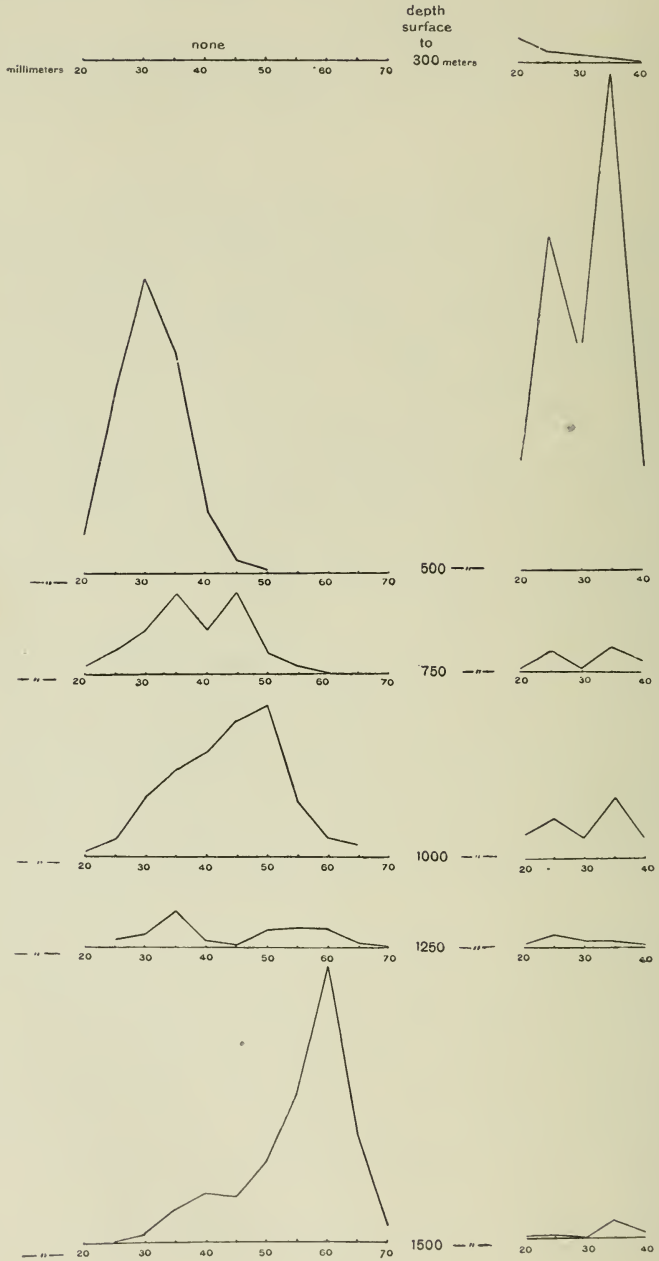 depth
surface
to
300 meters
none
millimeters 20 30 40 50 60 70
20 30 40
— " — 20 30 40 50 60 70
500 — " —
20 30 40
— " — 20 30 40 50 60 70
750 — " —
20 30 40
— " — 20 30 40 50 60 70
1000 — " —
20 30 40
— " — 20 30 40 50 60 70
1250 — " —
20 30 40
— " — 20 30 40 50 60 70
1500 — " —
20 30 40